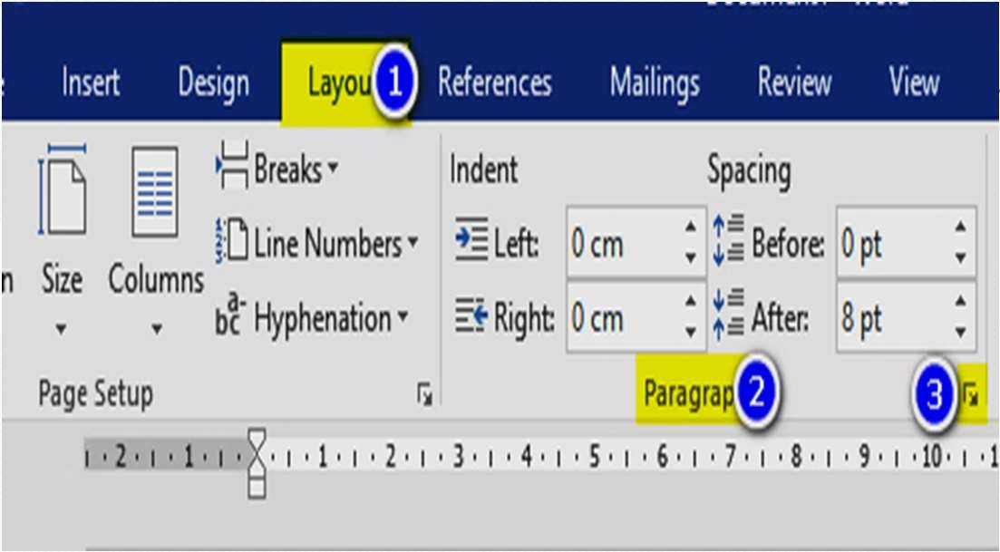 Insert Design Layou 1 References Mailings Review View
Breaks Indent Spacing
Line Numbers Left: 0 cm Before: 0 pt
Size Columns
Hyphenation Right: 0 cm After: 8 pt
Page Setup Paragrap 2 3
2 1 1 2 3 4 5 6 7 8 9 10 1